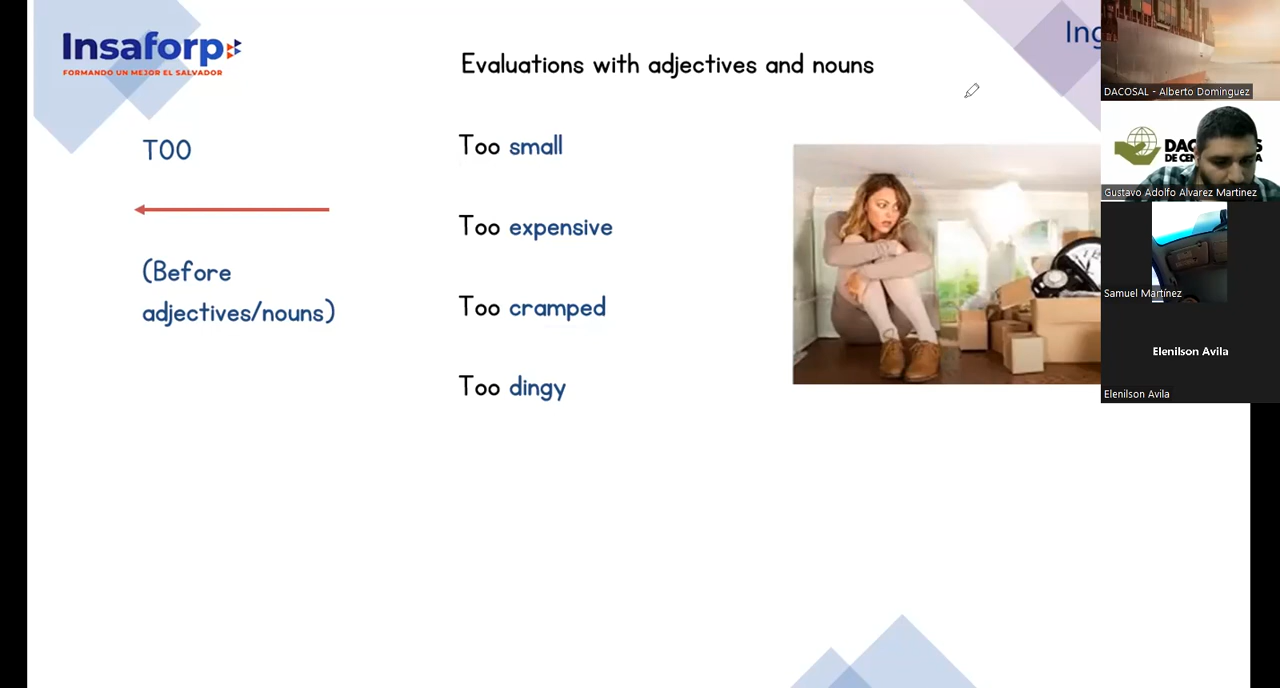 Insaforp
FORMANDO UN MEJOR EL SALVADOR
Evaluations with adjectives and nouns
TOO
(Before
adjectives/nouns)
Too small
Too expensive
Too cramped
Too dingy
Ing
DACOSAL - Alberto Dominguez
Gustavo Adolfo Alvarez Martinez
Samuel Martínez
Elenilson Avila
Elenilson Avila